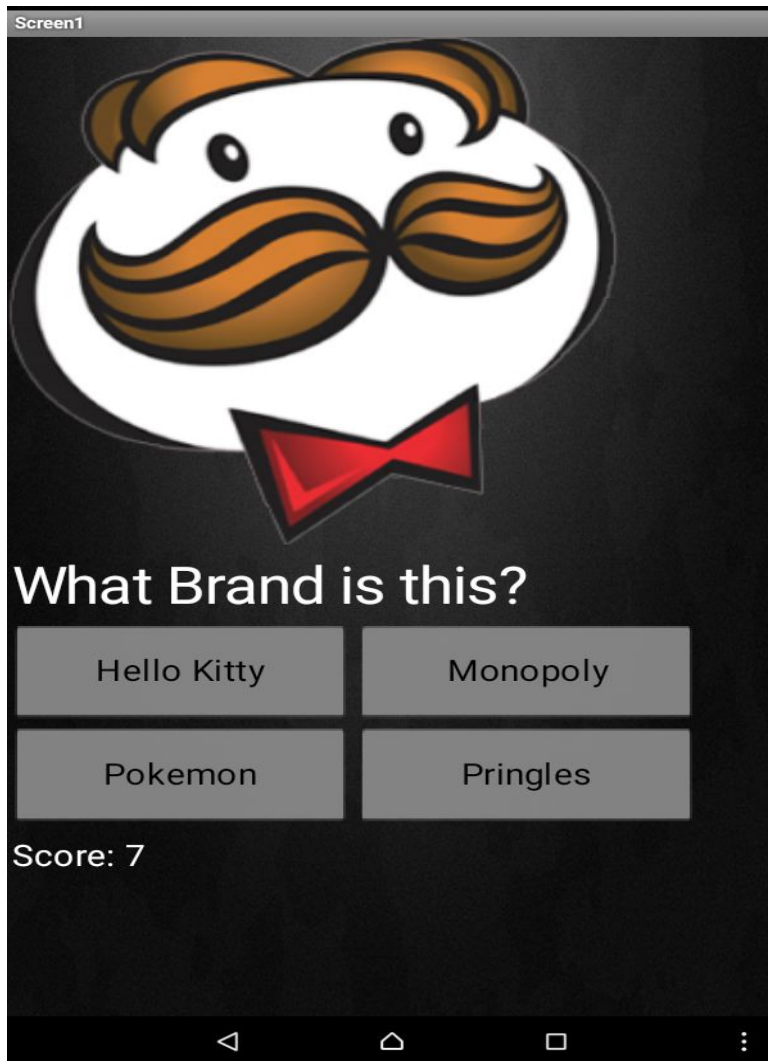 Screen1
What Brand is this?
Hello Kitty Monopoly
Pokemon Pringles
Score: 7